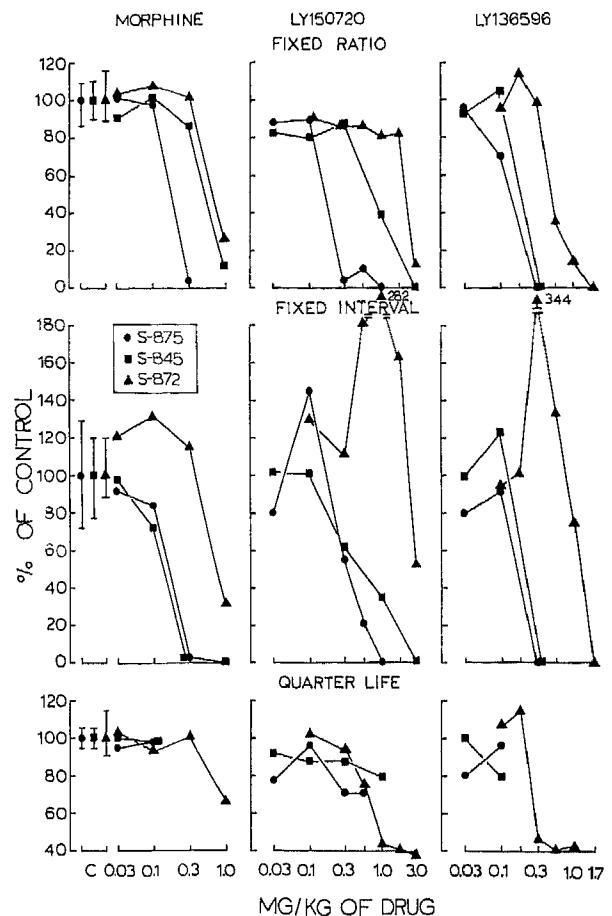 MORPHINE LY150720 LY136596
FIXED RATIO
100
80
60
40
20
0
282
FIXED INTERVAL
344
180
160
140
120
100
80
60
40
20
0
S-875
S-845
S-872
% OF CONTROL
QUARTER LIFE
120
100
80
60
40
C 0.03 0.1 0.3 1.0 0.03 0.1 0.3 1.0 3.0 0.03 0.1 0.3 1.0 1.7
MG/KG OF DRUG